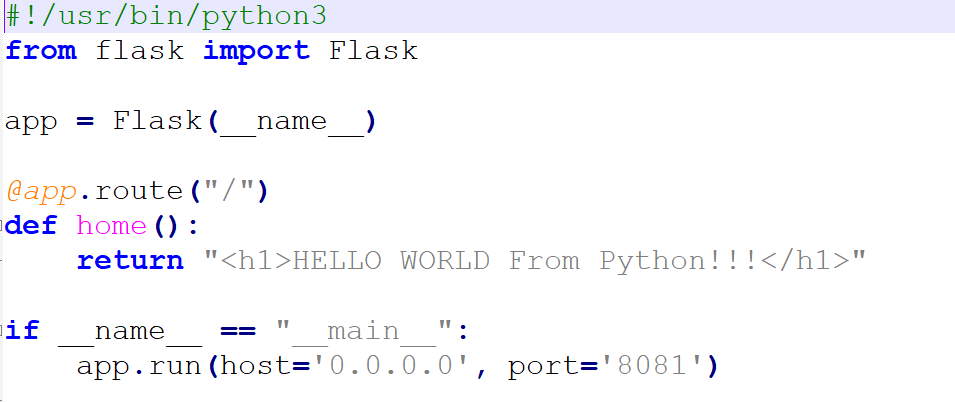 #!/usr/bin/python3
from flask import Flask
app = Flask(__name__)
@app.route("/")
def home():
    return "<h1>HELLO WORLD From Python!!!</h1>"
if __name__ == "__main__":
    app.run(host='0.0.0.0', port='8081')